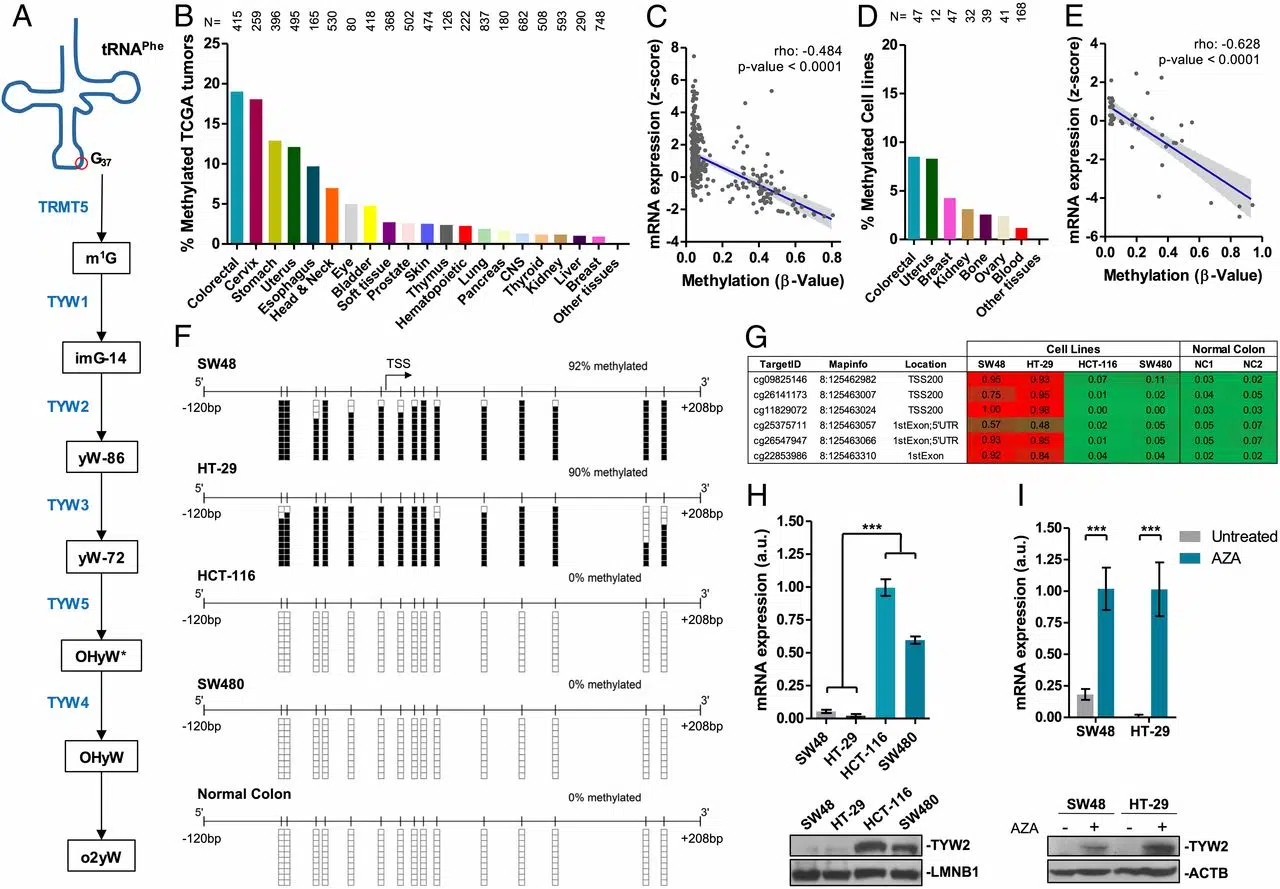 A
tRNAPhe
G37
TRMT5
m1G
TYW1
imG-14
TYW2
yW-86
TYW3
yW-72
TYW5
OHyW*
TYW4
OHyW
o2yW
B
N= 415 259 396 495 165 530 80 418 368 502 474 126 222 837 180 682 508 593 290 748
% Methylated TCGA tumors
25
20
15
10
5
0
Colorectal
Cervix
Stomach
Uterus
Esophagus
Head & Neck
Eye
Bladder
Soft tissue
Prostate
Skin
Thymus
Hematopoietic
Lung
Pancreas
CNS
Thyroid
Kidney
Liver
Breast
Other tissues
C
rho: -0.484
p-value < 0.0001
mRNA expression (z-score)
8
6
4
2
0
-2
-4
0.0 0.2 0.4 0.6 0.8
Methylation (β-Value)
D
N= 47 12 47 32 39 41 168
% Methylated Cell lines
20
15
10
5
0
Colorectal
Uterus
Breast
Kidney
Bone
Ovary
Blood
Other tissues
E
rho: -0.628
p-value < 0.0001
mRNA expression (z-score)
4
2
0
-2
-4
-6
0.0 0.2 0.4 0.6 0.8 1.0
Methylation (β-Value)
F
SW48
TSS
92% methylated
5' 3'
-120bp +208bp
HT-29
90% methylated
5' 3'
-120bp +208bp
HCT-116
0% methylated
5' 3'
-120bp +208bp
SW480
0% methylated
5' 3'
-120bp +208bp
Normal Colon
0% methylated
5' 3'
-120bp +208bp
G
Cell Lines Normal Colon
TargetID Mapinfo Location SW48 HT-29 HCT-116 SW480 NC1 NC2
cg09825146 8:125462982 TSS200 0.95 0.93 0.07 0.11 0.03 0.02
cg26141173 8:125463007 TSS200 0.75 0.95 0.01 0.02 0.04 0.05
cg11829072 8:125463024 TSS200 1.00 0.98 0.00 0.00 0.03 0.03
cg25375711 8:125463057 1stExon;5'UTR 0.57 0.48 0.02 0.05 0.05 0.07
cg26547947 8:125463066 1stExon;5'UTR 0.93 0.95 0.01 0.05 0.05 0.07
cg22853986 8:125463310 1stExon 0.92 0.84 0.04 0.04 0.02 0.02
H
mRNA expression (a.u.)
1.50
1.25
1.00
0.75
0.50
0.25
0.00
***
SW48
HT-29
HCT-116
SW480
SW48 HT-29 HCT-116 SW480
-TYW2
-LMNB1
I
mRNA expression (a.u.)
1.50
1.25
1.00
0.75
0.50
0.25
0.00
*** ***
Untreated
AZA
SW48 HT-29
SW48 HT-29
AZA - + - +
-TYW2
-ACTB